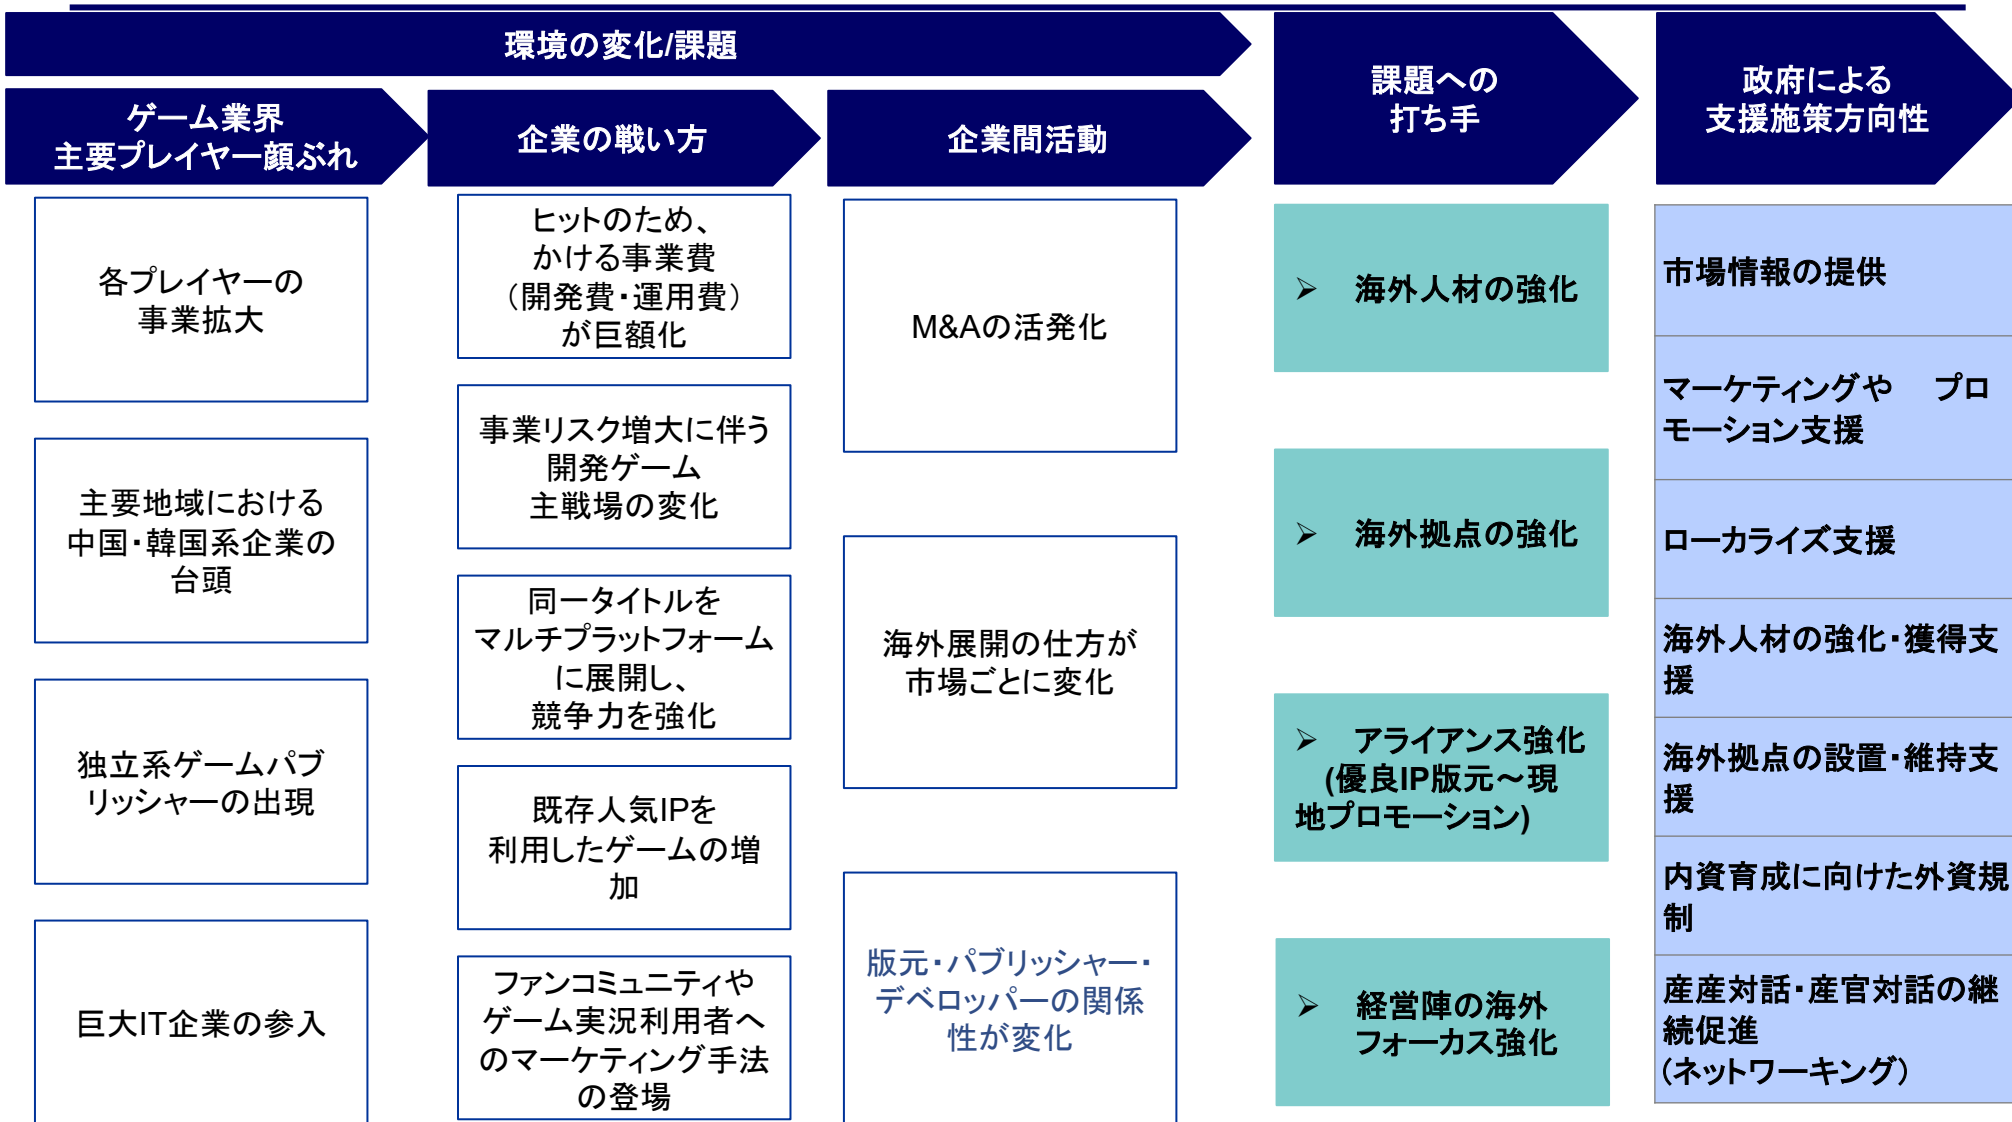 環境の変化/課題
ゲーム業界
主要プレイヤー顔ぶれ
企業の戦い方
企業間活動
課題への
打ち手
政府による
支援施策方向性
各プレイヤーの
事業拡大
主要地域における
中国・韓国系企業の
台頭
独立系ゲームパブ
リッシャーの出現
巨大IT企業の参入
ヒットのため、
かける事業費
（開発費・運用費）
が巨額化
事業リスク増大に伴う
開発ゲーム
主戦場の変化
同一タイトルを
マルチプラットフォーム
に展開し、
競争力を強化
既存人気IPを
利用したゲームの増
加
ファンコミュニティや
ゲーム実況利用者へ
のマーケティング手法
の登場
M&Aの活発化
海外展開の仕方が
市場ごとに変化
版元・パブリッシャー・
デベロッパーの関係
性が変化
➢ 海外人材の強化
➢ 海外拠点の強化
➢ アライアンス強化
(優良IP版元～現
地プロモーション)
➢ 経営陣の海外
フォーカス強化
市場情報の提供
マーケティングや プロ
モーション支援
ローカライズ支援
海外人材の強化・獲得支
援
海外拠点の設置・維持支
援
内資育成に向けた外資規
制
産産対話・産官対話の継
続促進
（ネットワーキング）